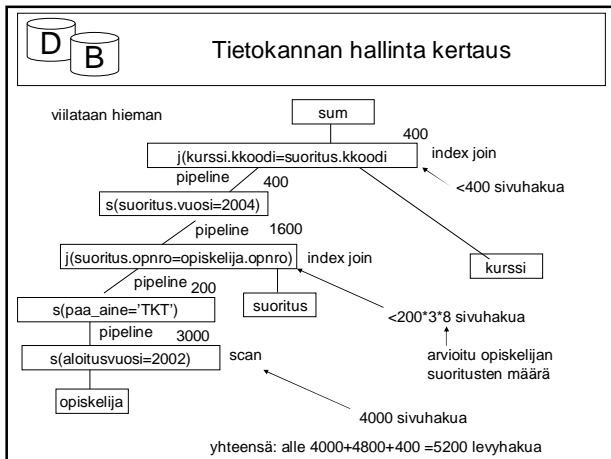 D
B
Tietokannan hallinta kertaus
viilataan hieman
sum
400
j(kurssi.kkoodi=suoritus.kkoodi
index join
pipeline
400
<400 sivuhakua
s(suoritus.vuosi=2004)
pipeline
1600
j(suoritus.opnro=opiskelija.opnro)
index join
kurssi
pipeline
200
suoritus
s(paa_aine='TKT')
<200*3*8 sivuhakua
pipeline
3000
s(aloitusvuosi=2002)
scan
arvioitu opiskelijan
suoritusten määrä
opiskelija
4000 sivuhakua
yhteensä: alle 4000+4800+400 =5200 levyhakua